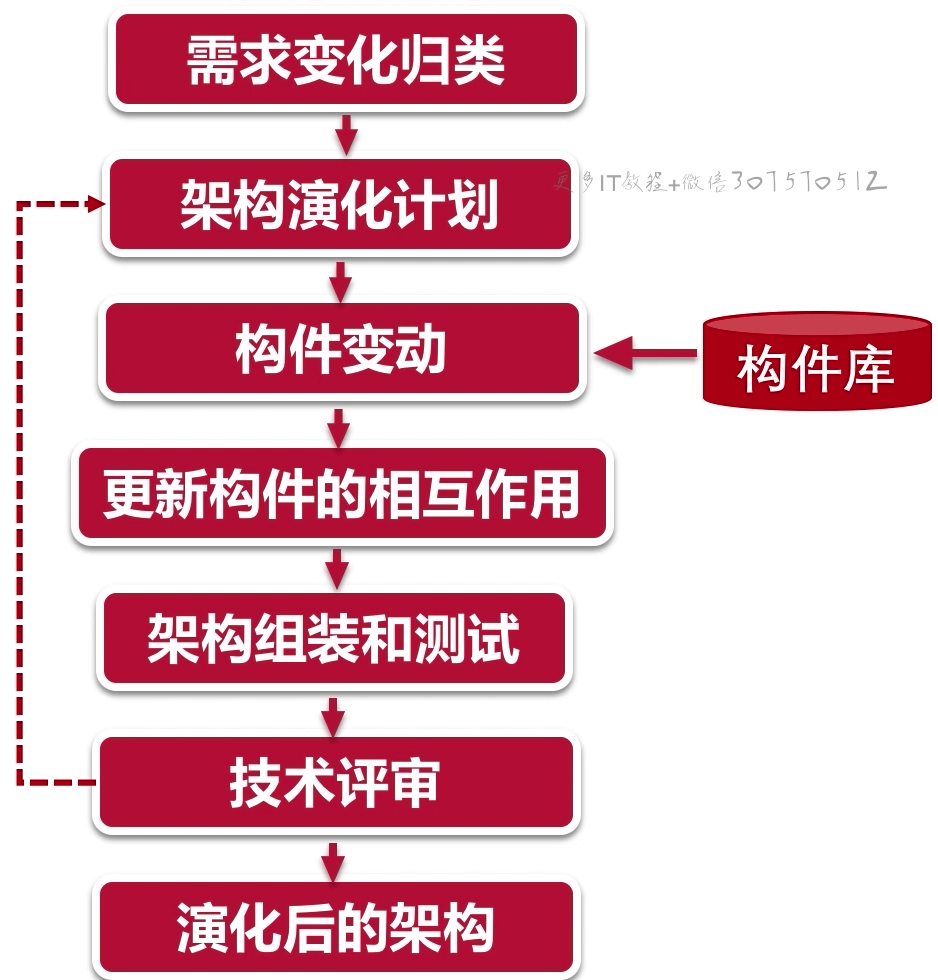 需求变化归类
架构演化计划
更多IT教程+微信307570512
构件变动
构件库
更新构件的相互作用
架构组装和测试
技术评审
演化后的架构